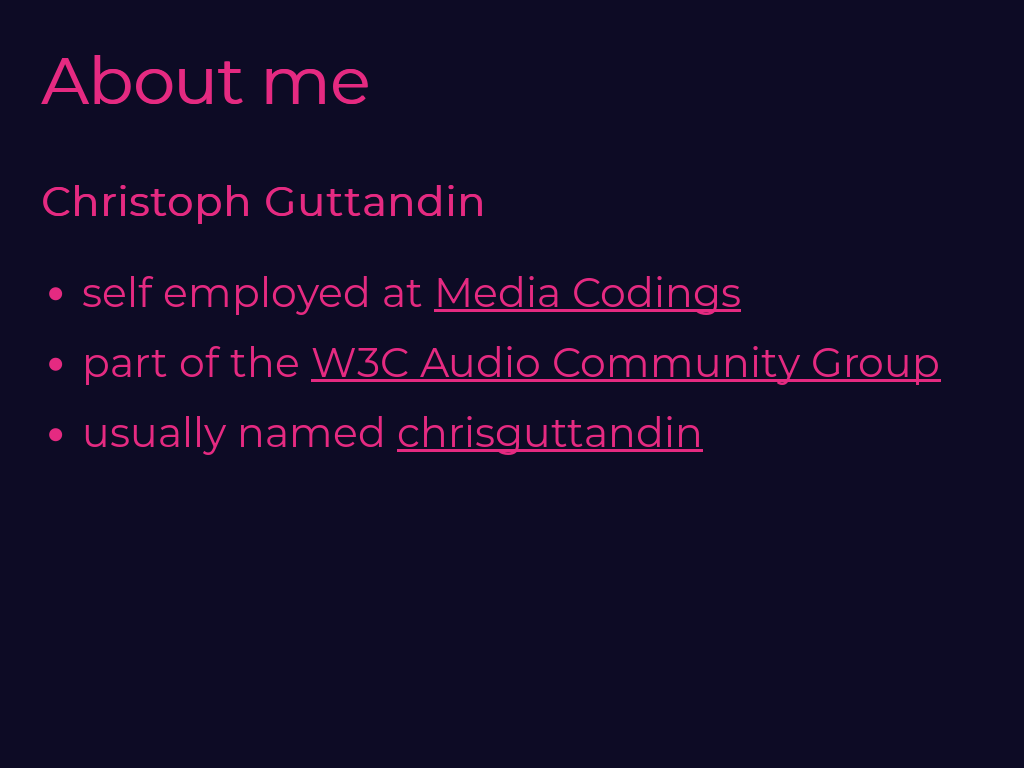 About me
Christoph Guttandin
• self employed at Media Codings
• part of the W3C Audio Community Group
• usually named chrisguttandin